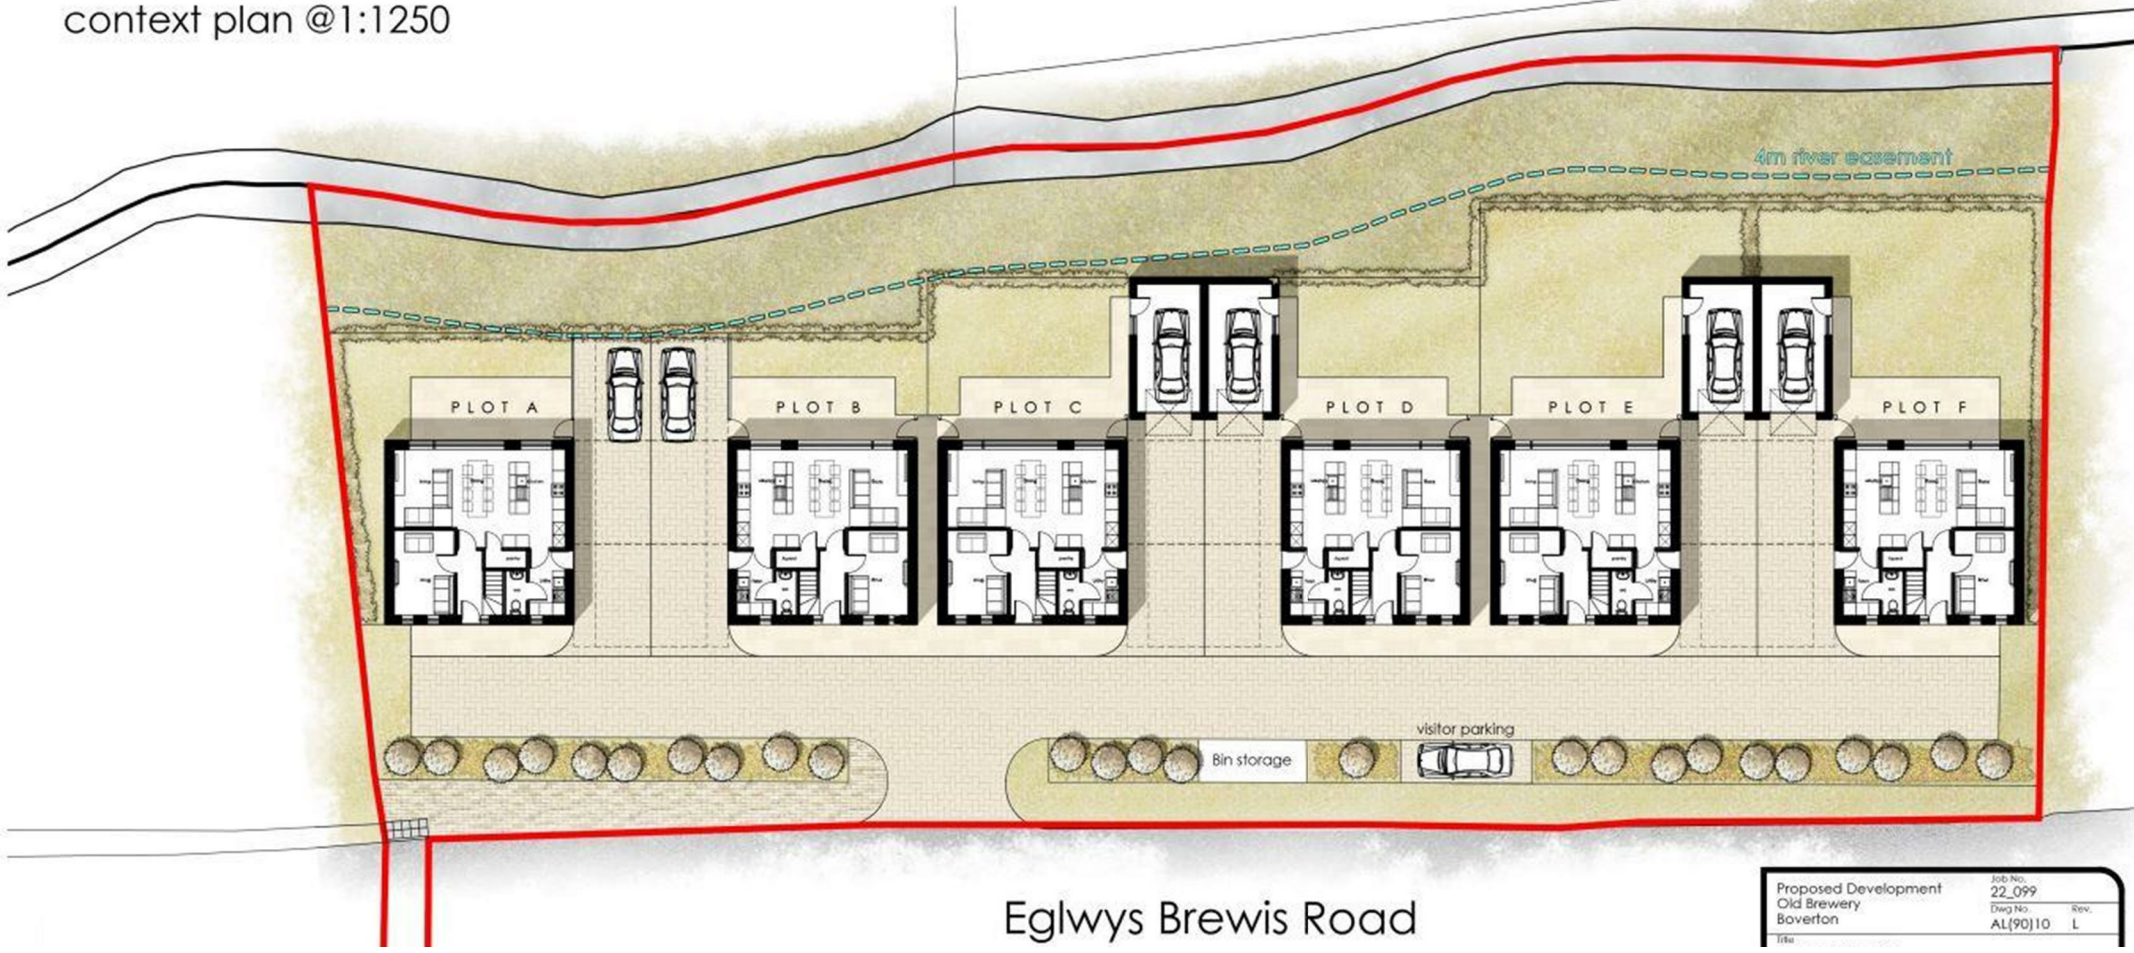 context plan @1:1250
4m river easement
PLOT A
PLOT B
PLOT C
PLOT D
PLOT E
PLOT F
visitor parking
Bin storage
Eglwys Brewis Road
Proposed Development
Old Brewery
Boverton
Job No.
22_099
Dwg No.
Rev.
AL(90)10
L
Title